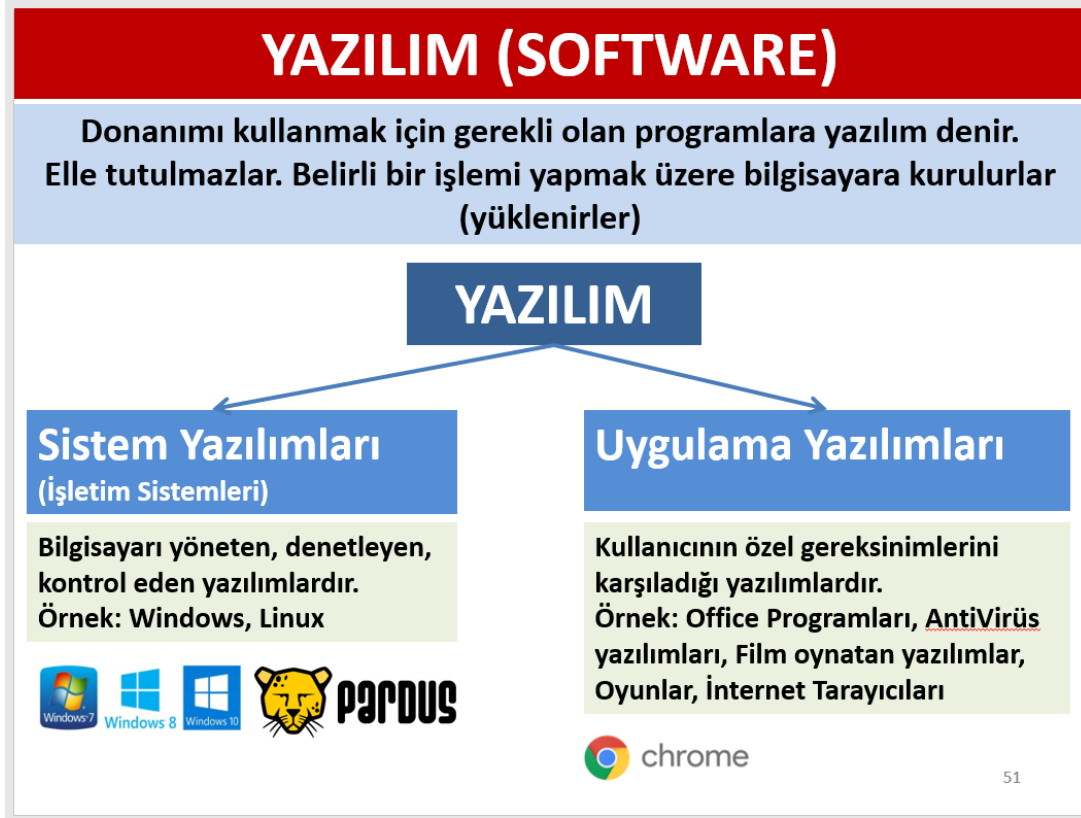 YAZILIM (SOFTWARE)
Donanımı kullanmak için gerekli olan programlara yazılım denir.
Elle tutulmazlar. Belirli bir işlemi yapmak üzere bilgisayara kurulurlar
(yüklenirler)
YAZILIM
Sistem Yazılımları
(İşletim Sistemleri)
Bilgisayarı yöneten, denetleyen,
kontrol eden yazılımlardır.
Örnek: Windows, Linux
Windows 7
Windows 8
Windows 10
PARDUS
Uygulama Yazılımları
Kullanıcının özel gereksinimlerini
karşıladığı yazılımlardır.
Örnek: Office Programları, AntiVirüs
yazılımları, Film oynatan yazılımlar,
Oyunlar, İnternet Tarayıcıları
chrome
51